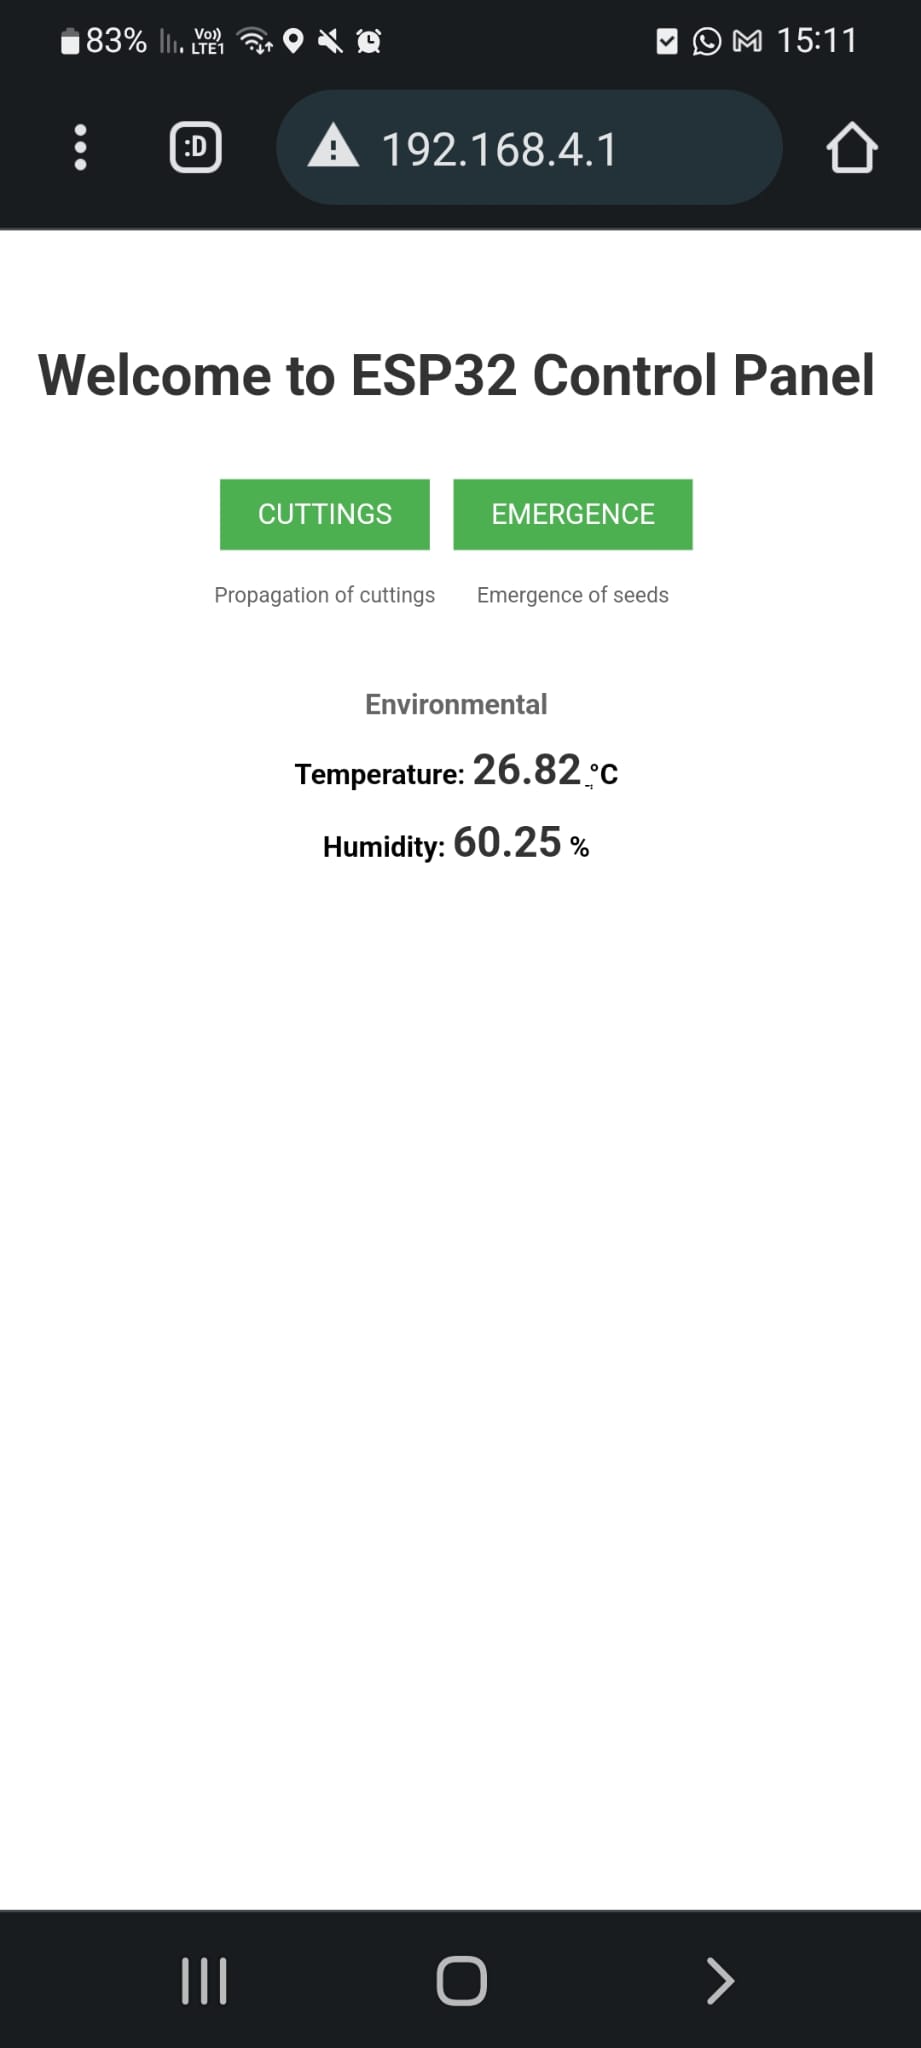 83% Vo)) LTE1 15:11
:D 192.168.4.1
Welcome to ESP32 Control Panel
CUTTINGS EMERGENCE
Propagation of cuttings Emergence of seeds
Environmental
Temperature: 26.82 °C
Humidity: 60.25 %